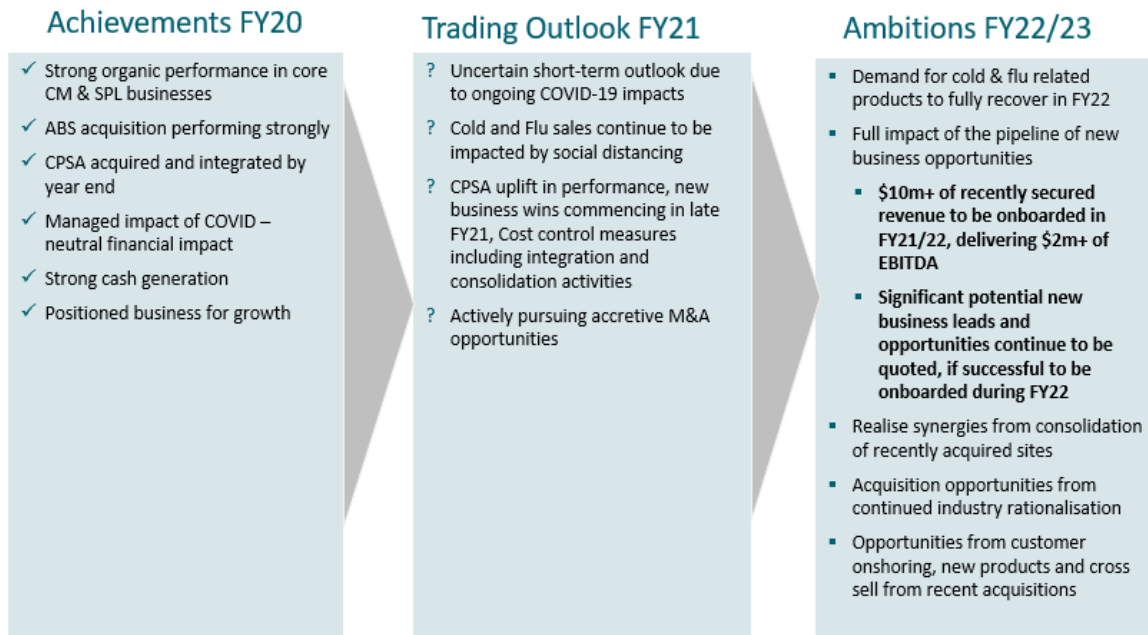 Achievements FY20
✓ Strong organic performance in core
CM & SPL businesses
✓ ABS acquisition performing strongly
✓ CPSA acquired and integrated by
year end
✓ Managed impact of COVID –
neutral financial impact
✓ Strong cash generation
✓ Positioned business for growth
Trading Outlook FY21
? Uncertain short-term outlook due
to ongoing COVID-19 impacts
? Cold and Flu sales continue to be
impacted by social distancing
? CPSA uplift in performance, new
business wins commencing in late
FY21, Cost control measures
including integration and
consolidation activities
? Actively pursuing accretive M&A
opportunities
Ambitions FY22/23
▪ Demand for cold & flu related
products to fully recover in FY22
▪ Full impact of the pipeline of new
business opportunities
▪ $10m+ of recently secured
revenue to be onboarded in
FY21/22, delivering $2m+ of
EBITDA
▪ Significant potential new
business leads and
opportunities continue to be
quoted, if successful to be
onboarded during FY22
▪ Realise synergies from consolidation
of recently acquired sites
▪ Acquisition opportunities from
continued industry rationalisation
▪ Opportunities from customer
onshoring, new products and cross
sell from recent acquisitions